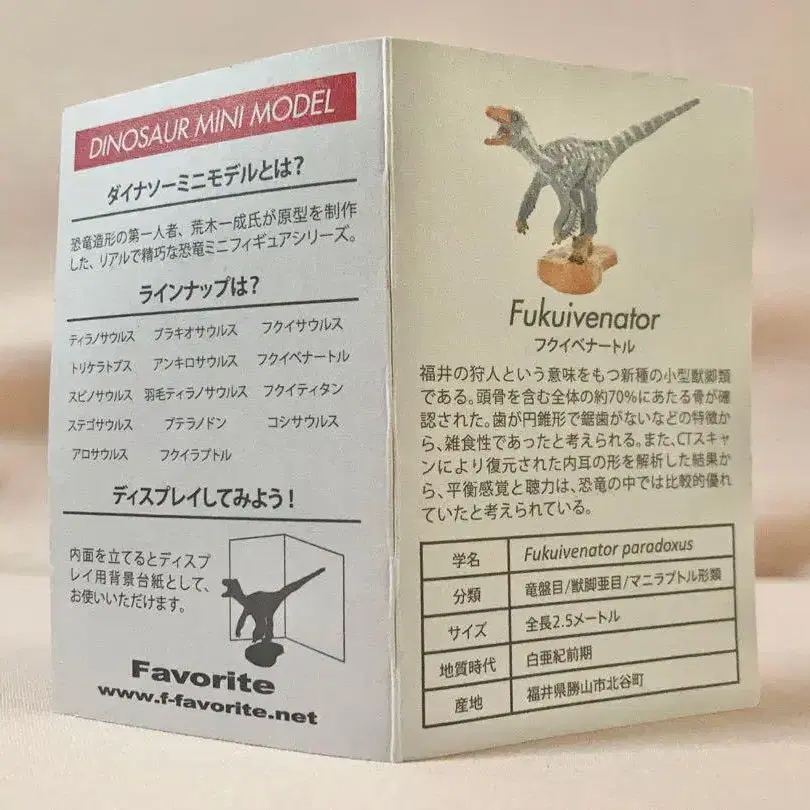 DINOSAUR MINI MODEL
ダイナソーミニモデルとは?
恐竜造形の第一人者、荒木一成氏が原型を制作
した、リアルで精巧な恐竜ミニフィギュアシリーズ。
ラインナップは?
ティラノサウルス ブラキオサウルス フクイサウルス
トリケラトプス アンキロサウルス フクイベナートル
スピノサウルス 羽毛ティラノサウルス フクイティタン
ステゴサウルス プテラノドン コシサウルス
アロサウルス フクイラプトル
ディスプレイしてみよう!
内面を立てるとディスプ
レイ用背景台紙として、
お使いいただけます。
Favorite
www.f-favorite.net
Fukuivenator
フクイベナートル
福井の狩人という意味をもつ新種の小型獣脚類
である。頭骨を含む全体の約70%にあたる骨が確
認された。歯が円錐形で鋸歯がないなどの特徴か
ら、雑食性であったと考えられる。また、CTスキャ
ンにより復元された内耳の形を解析した結果か
ら、平衡感覚と聴力は、恐竜の中では比較的優れ
ていたと考えられている。
学名 Fukuivenator paradoxus
分類 竜盤目/獣脚亜目/マニラプトル形類
サイズ 全長2.5メートル
地質時代 白亜紀前期
産地 福井県勝山市北谷町